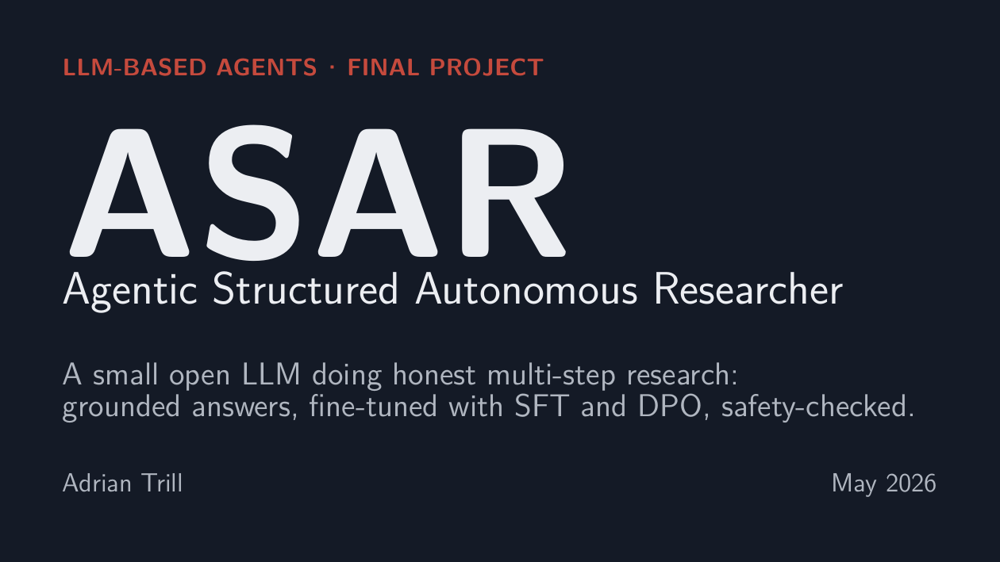 LLM-BASED AGENTS · FINAL PROJECT
ASAR
Agentic Structured Autonomous Researcher
A small open LLM doing honest multi-step research:
grounded answers, fine-tuned with SFT and DPO, safety-checked.
Adrian Trill
May 2026